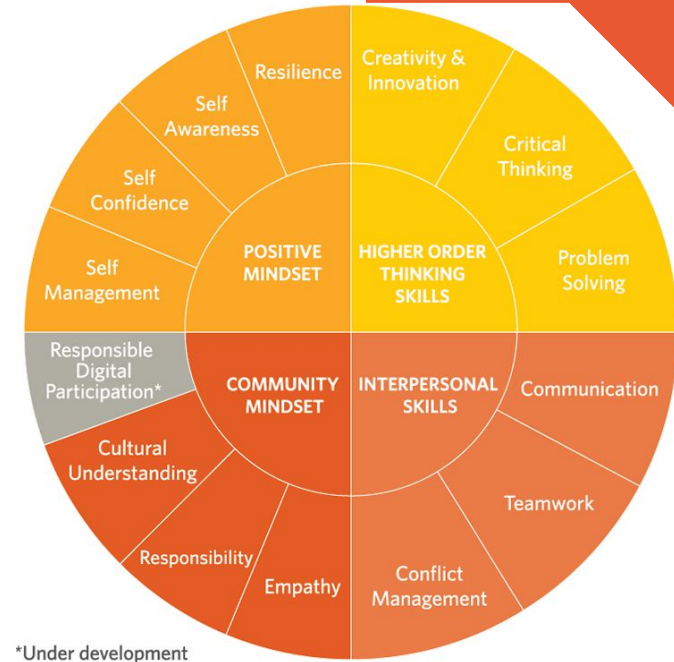 Resilience
Self
Awareness
Self
Confidence
Self
Management
POSITIVE
MINDSET
Creativity &
Innovation
Critical
Thinking
Problem
Solving
HIGHER ORDER
THINKING
SKILLS
Responsible
Digital
Participation*
Cultural
Understanding
Responsibility
Empathy
COMMUNITY
MINDSET
INTERPERSONAL
SKILLS
Communication
Teamwork
Conflict
Management
*Under development